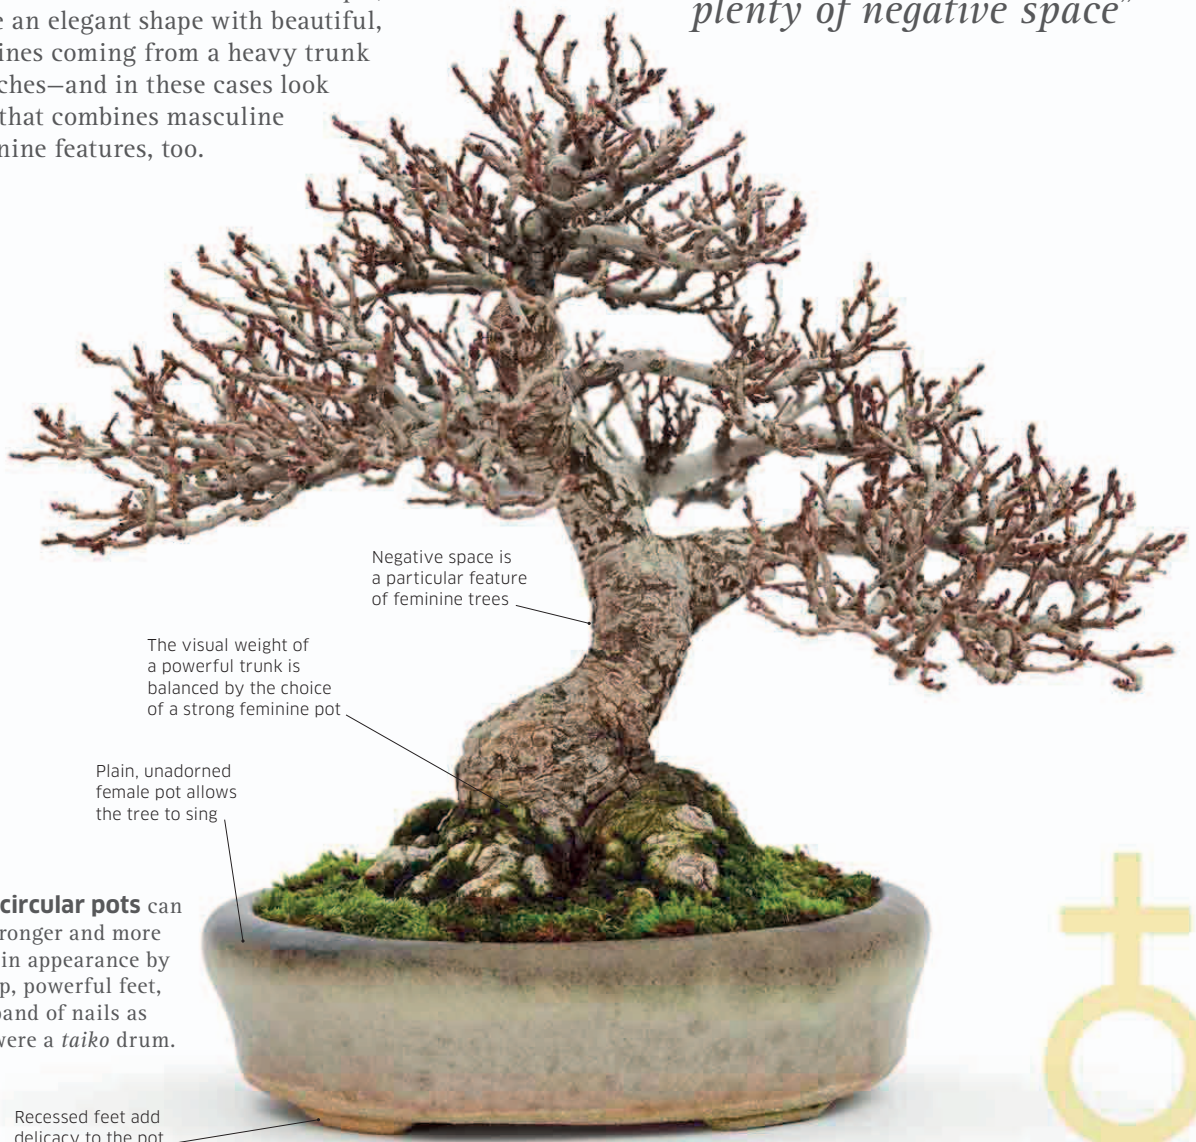 e an elegant shape with beautiful,
ines coming from a heavy trunk
ches—and in these cases look
that combines masculine
nine features, too.
plenty of negative space”
Negative space is
a particular feature
of feminine trees
The visual weight of
a powerful trunk is
balanced by the choice
of a strong feminine pot
Plain, unadorned
female pot allows
the tree to sing
circular pots can
ronger and more
in appearance by
p, powerful feet,
band of nails as
were a taiko drum.
Recessed feet add
delicacy to the pot